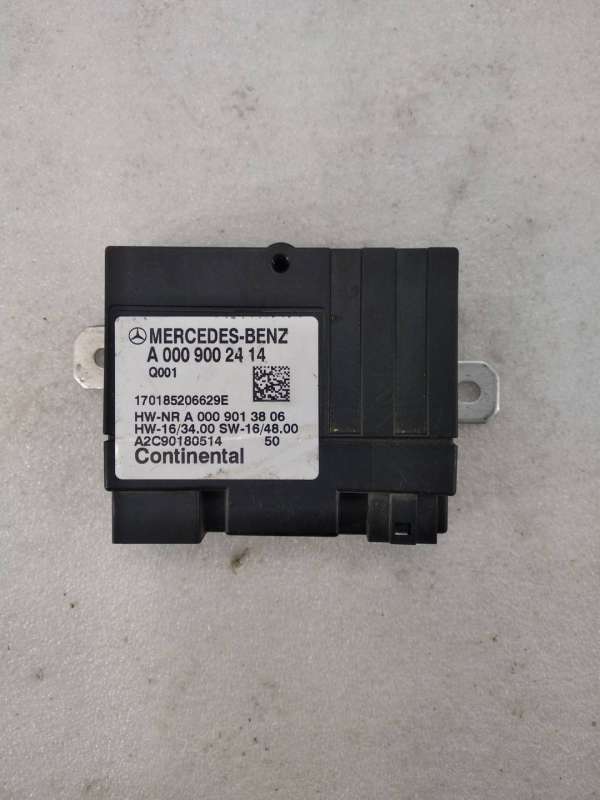 MERCEDES-BENZ
A 000 900 24 14
Q001
170185206629E
HW-NR A 000 901 38 06
HW-16/34.00 SW-16/48.00
A2C90180514 50
Continental